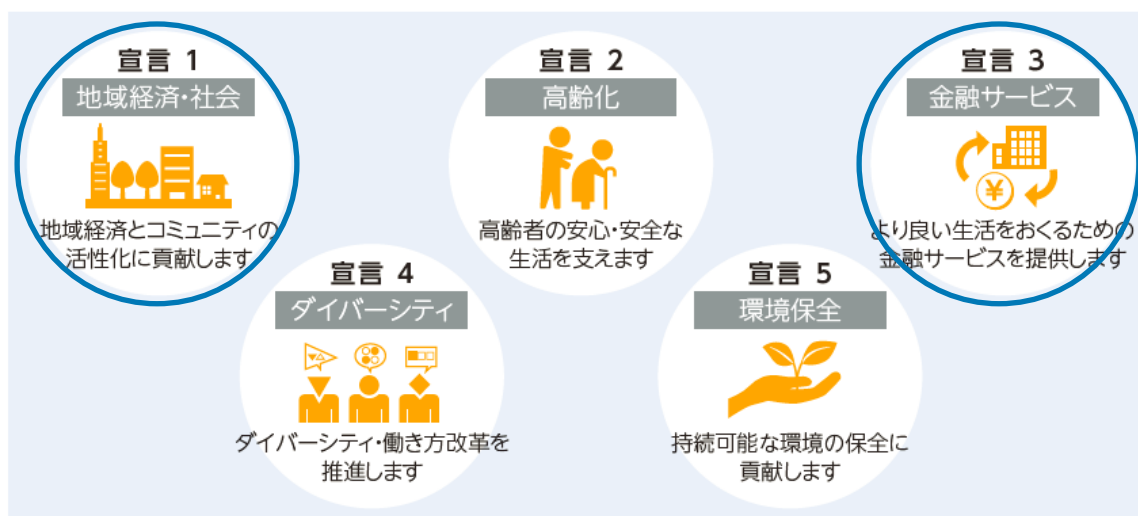 宣言 1
地域経済・社会
地域経済とコミュニティの
活性化に貢献します
宣言 2
高齢化
高齢者の安心・安全な
生活を支えます
宣言 3
金融サービス
¥
より良い生活をおくるための
金融サービスを提供します
宣言 4
ダイバーシティ
ダイバーシティ・働き方改革を
推進します
宣言 5
環境保全
持続可能な環境の保全に
貢献します